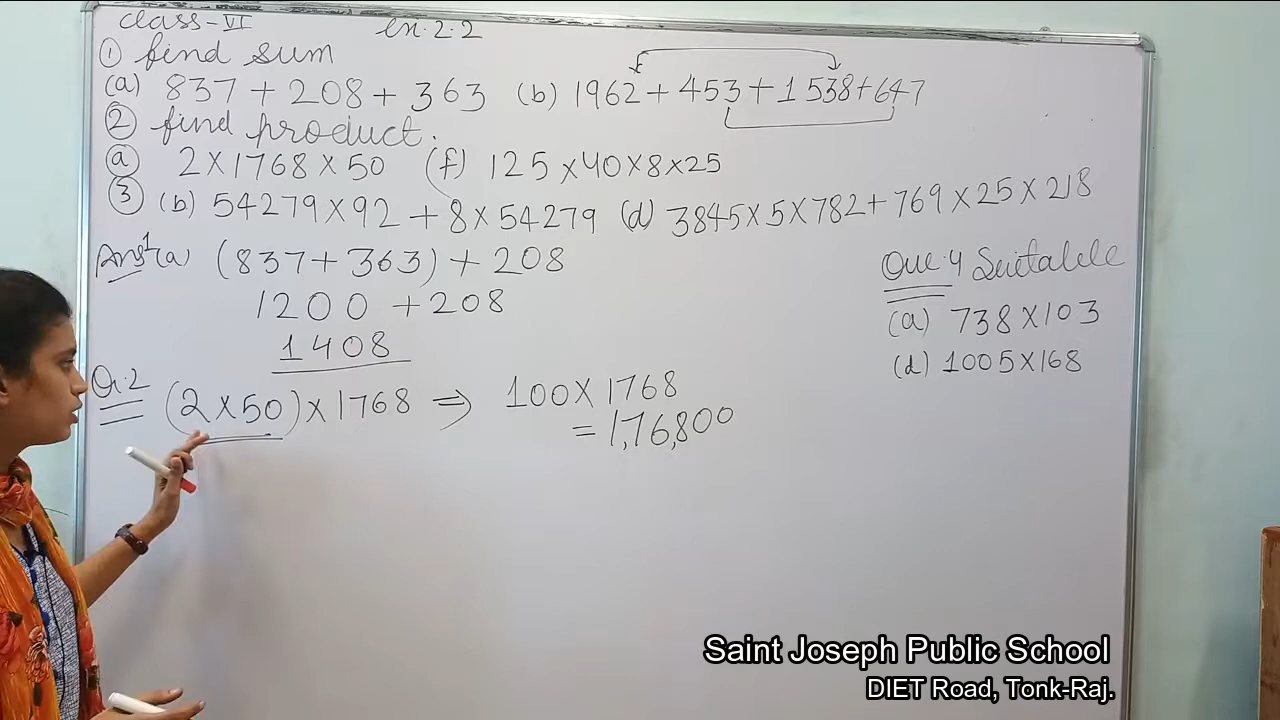 class-VI ex.2.2
① find sum
(a) 837 + 208 + 363 (b) 1962 + 453 + 1538 + 647
② find product.
ⓐ 2 × 1768 × 50 (f) 125 × 40 × 8 × 25
③ (b) 54279 × 92 + 8 × 54279 (d) 3845 × 5 × 782 + 769 × 25 × 218
Ans 1 (a) (837 + 363) + 208
1200 + 208
1408
Q.2 (2 × 50) × 1768 ⇒ 100 × 1768
= 1,76,800
Que.4 Suitable
(a) 738 × 103
(d) 1005 × 168
Saint Joseph Public School
DIET Road, Tonk-Raj.